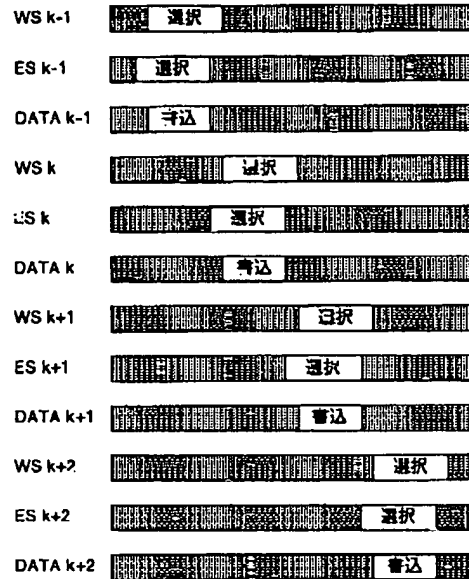 WS k-1 選択
ES k-1 選択
DATA k-1 書込
WS k 選択
ES k 選択
DATA k 書込
WS k+1 選択
ES k+1 選択
DATA k+1 書込
WS k+2 選択
ES k+2 選択
DATA k+2 書込